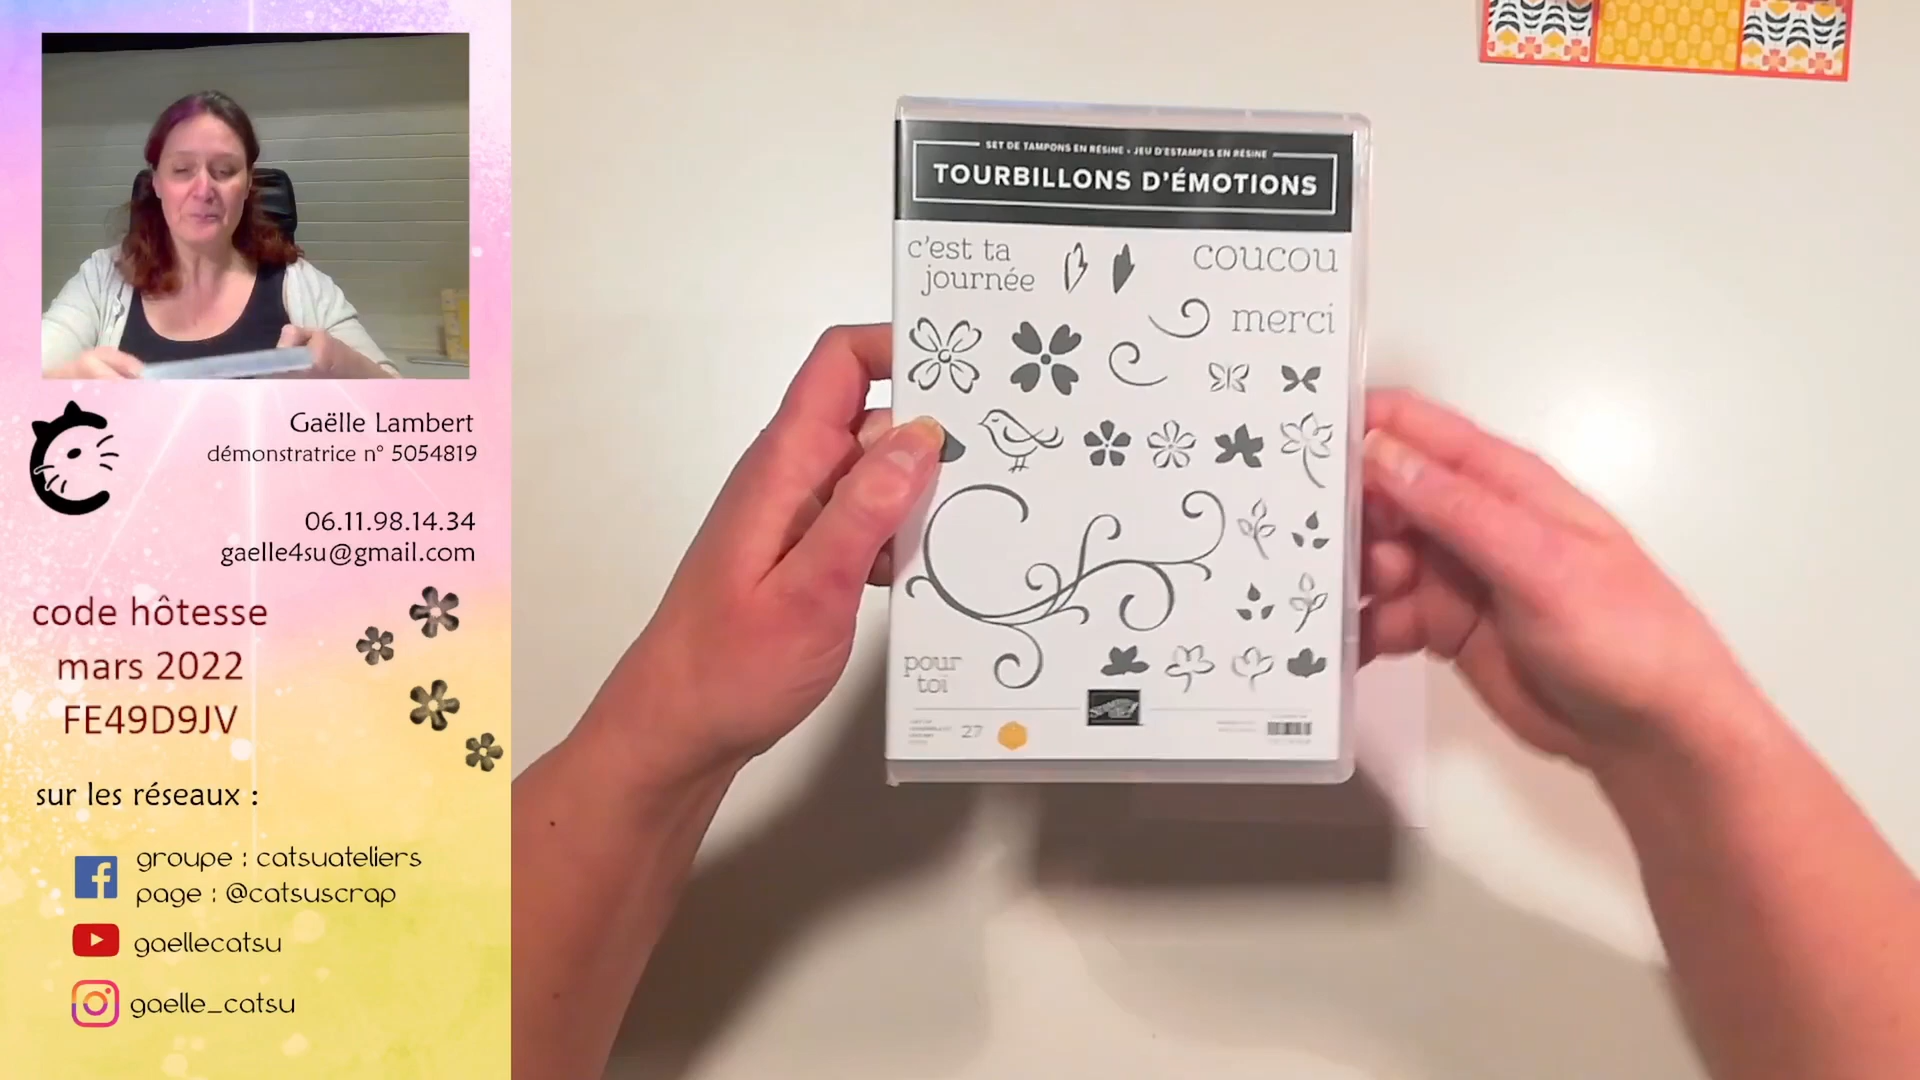 Gaëlle Lambert
démonstratrice n° 5054819
06.11.98.14.34
gaelle4su@gmail.com
code hôtesse
mars 2022
FE49D9JV
sur les réseaux :
groupe : catsuateliers
page : @catsuscrap
gaellecatsu
gaelle_catsu
SET DE TAMPONS EN RÉSINE • JEU D'ESTAMPES EN RÉSINE
TOURBILLONS D'ÉMOTIONS
c'est ta
journée
coucou
merci
pour
toi
27